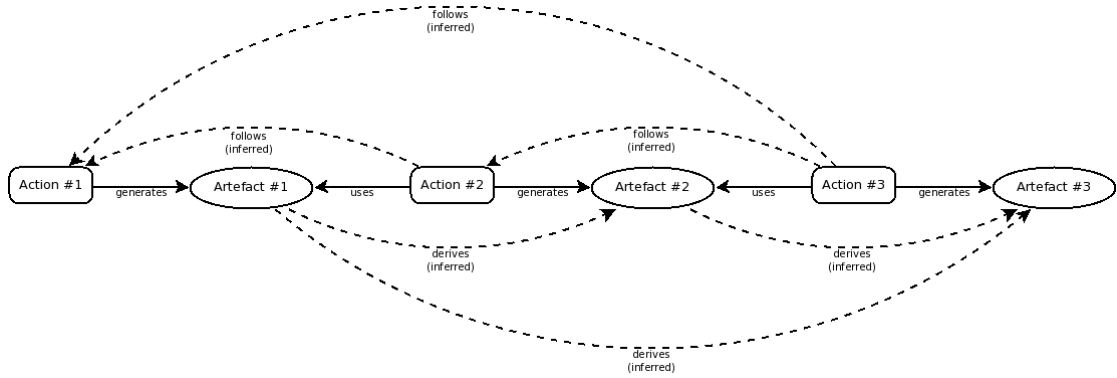 follows
(inferred)
follows
(inferred)
follows
(inferred)
Action #1
generates
Artefact #1
uses
Action #2
generates
Artefact #2
uses
Action #3
generates
Artefact #3
derives
(inferred)
derives
(inferred)
derives
(inferred)